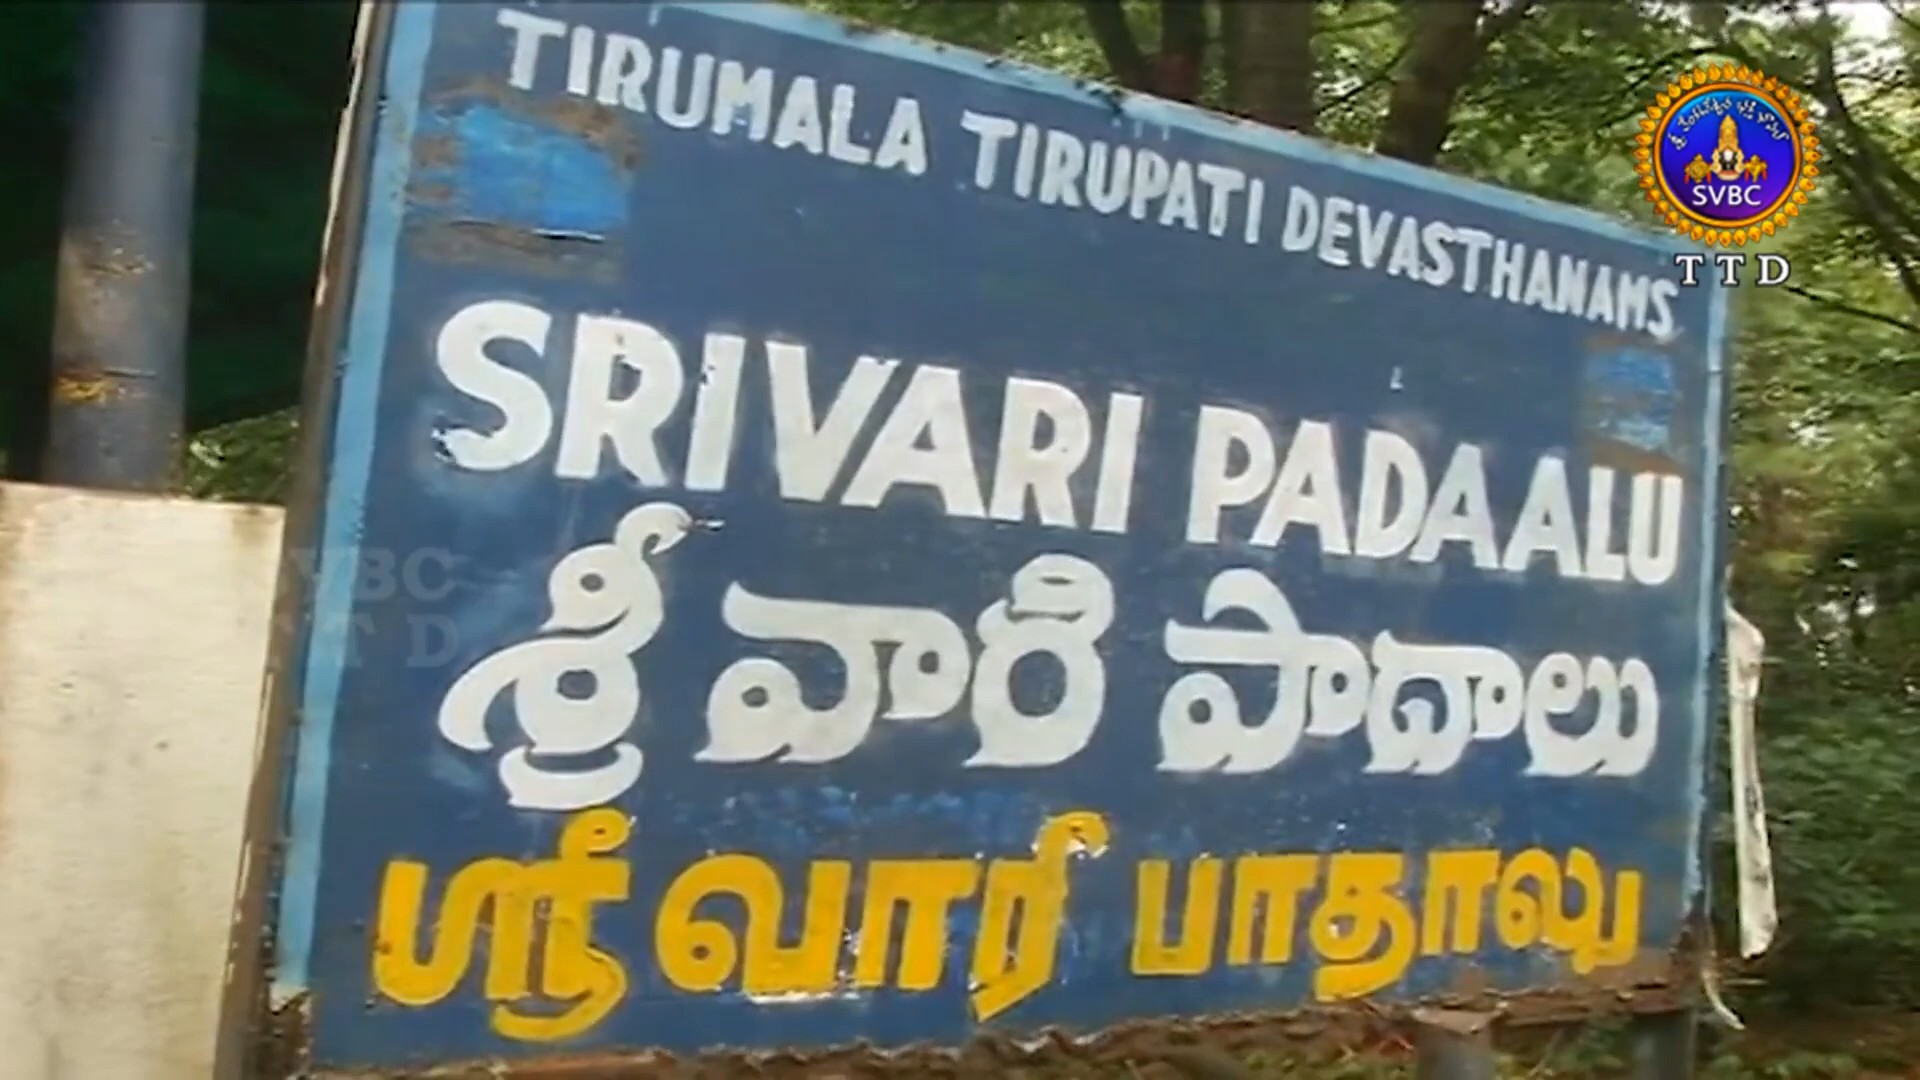 TIRUMALA TIRUPATI DEVASTHANAMS
SRIVARI PADAALU
శ్రీ వారి పాదాలు
ஶ்ரீ வாரீ பாதாலு
SVBC
TTD